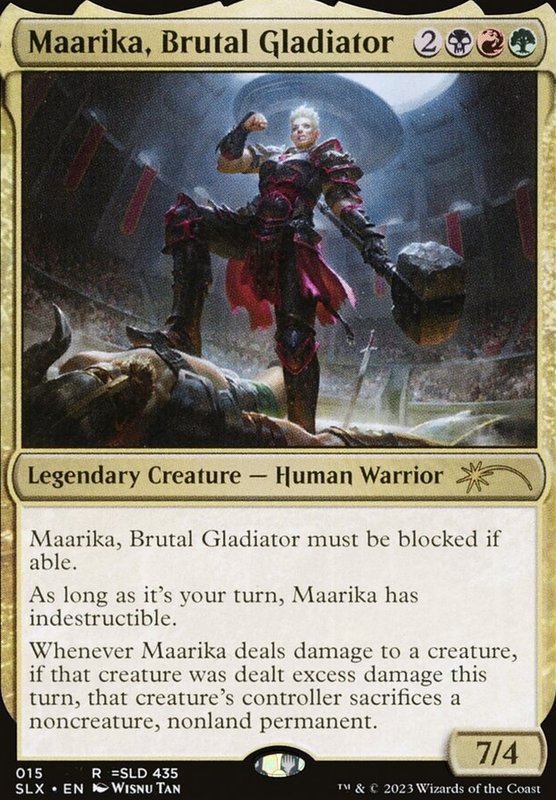 Maarika, Brutal Gladiator 2
Legendary Creature — Human Warrior
Maarika, Brutal Gladiator must be blocked if
able.
As long as it's your turn, Maarika has
indestructible.
Whenever Maarika deals damage to a creature,
if that creature was dealt excess damage this
turn, that creature's controller sacrifices a
noncreature, nonland permanent.
7/4
015 R =SLD 435
SLX • EN Wisnu Tan ™ & © 2023 Wizards of the Coast